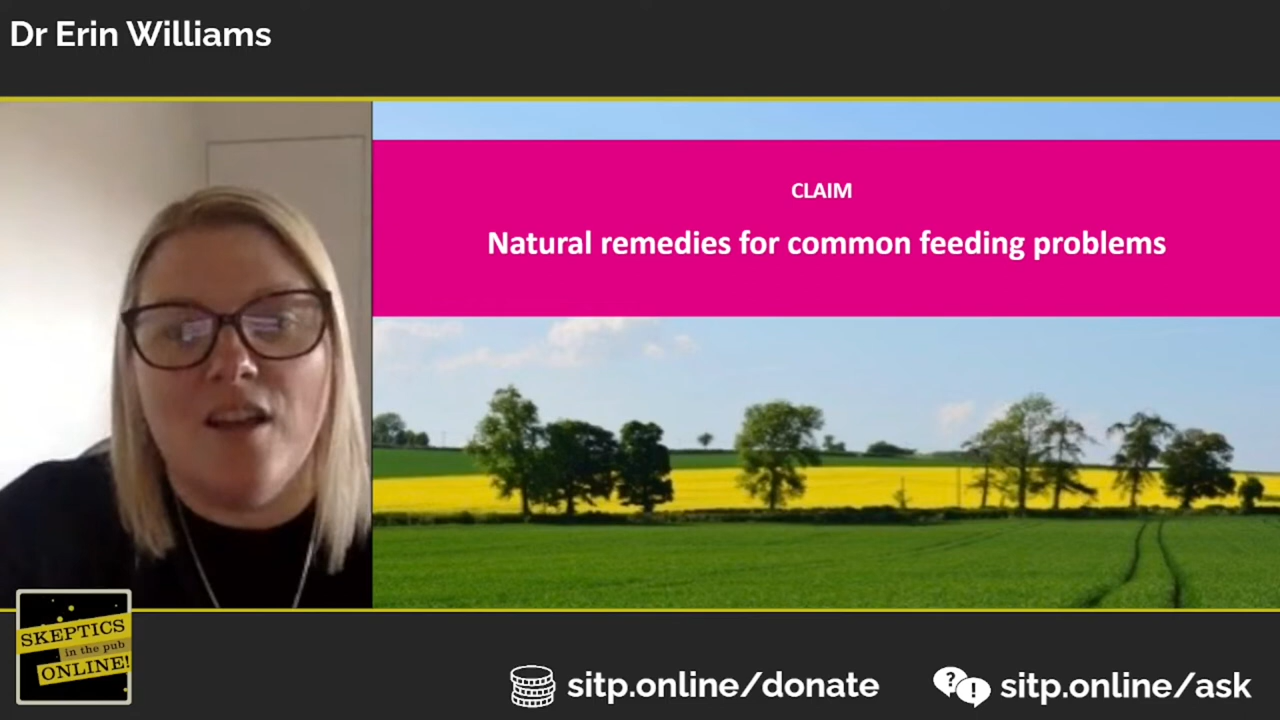 Dr Erin Williams
CLAIM
Natural remedies for common feeding problems
SKEPTICS
in the pub
ONLINE!
sitp.online/donate
? !
sitp.online/ask